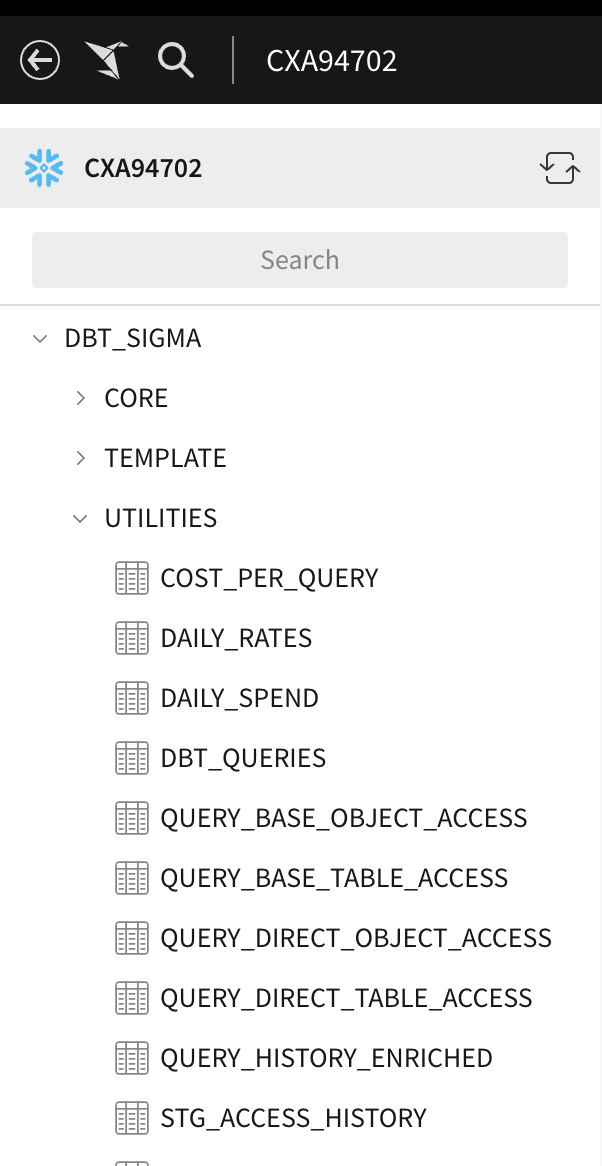 CXA94702
CXA94702
Search
DBT_SIGMA
CORE
TEMPLATE
UTILITIES
COST_PER_QUERY
DAILY_RATES
DAILY_SPEND
DBT_QUERIES
QUERY_BASE_OBJECT_ACCESS
QUERY_BASE_TABLE_ACCESS
QUERY_DIRECT_OBJECT_ACCESS
QUERY_DIRECT_TABLE_ACCESS
QUERY_HISTORY_ENRICHED
STG_ACCESS_HISTORY